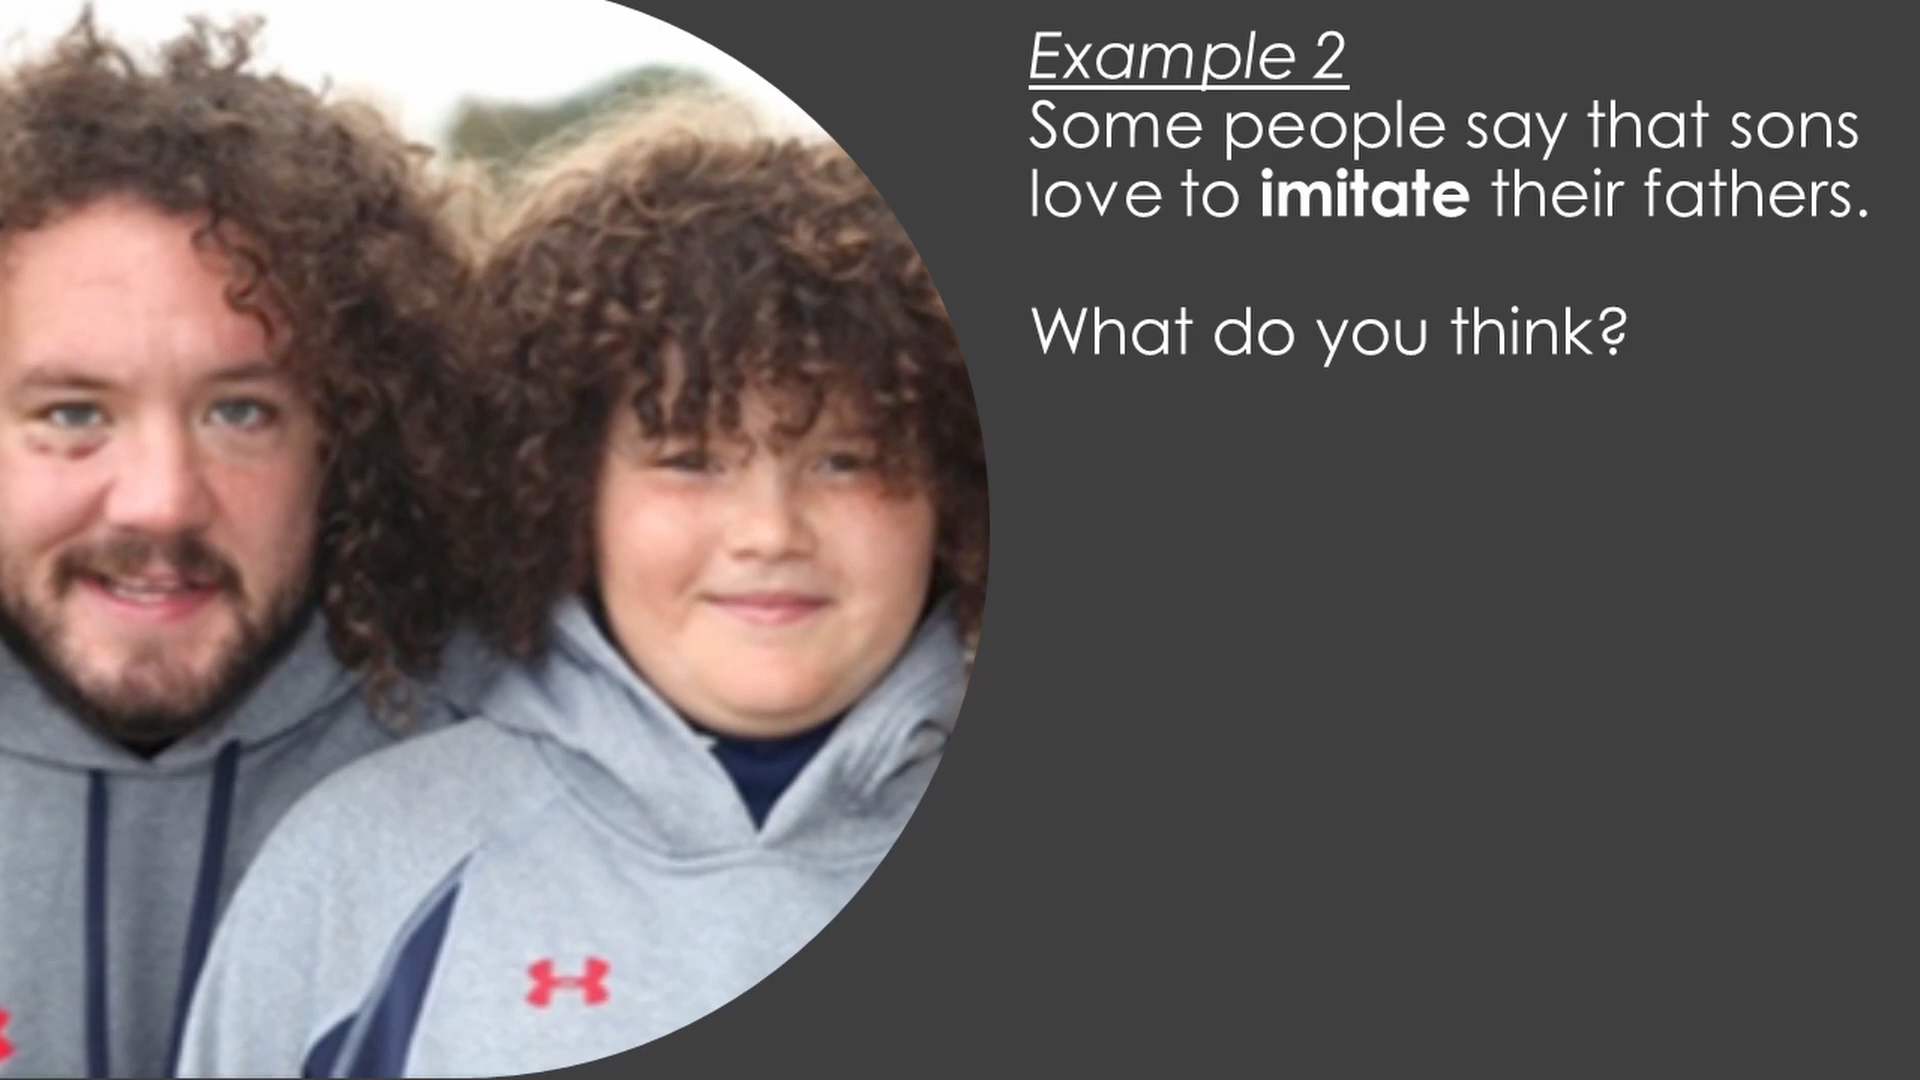 Example 2
Some people say that sons
love to imitate their fathers.
What do you think?